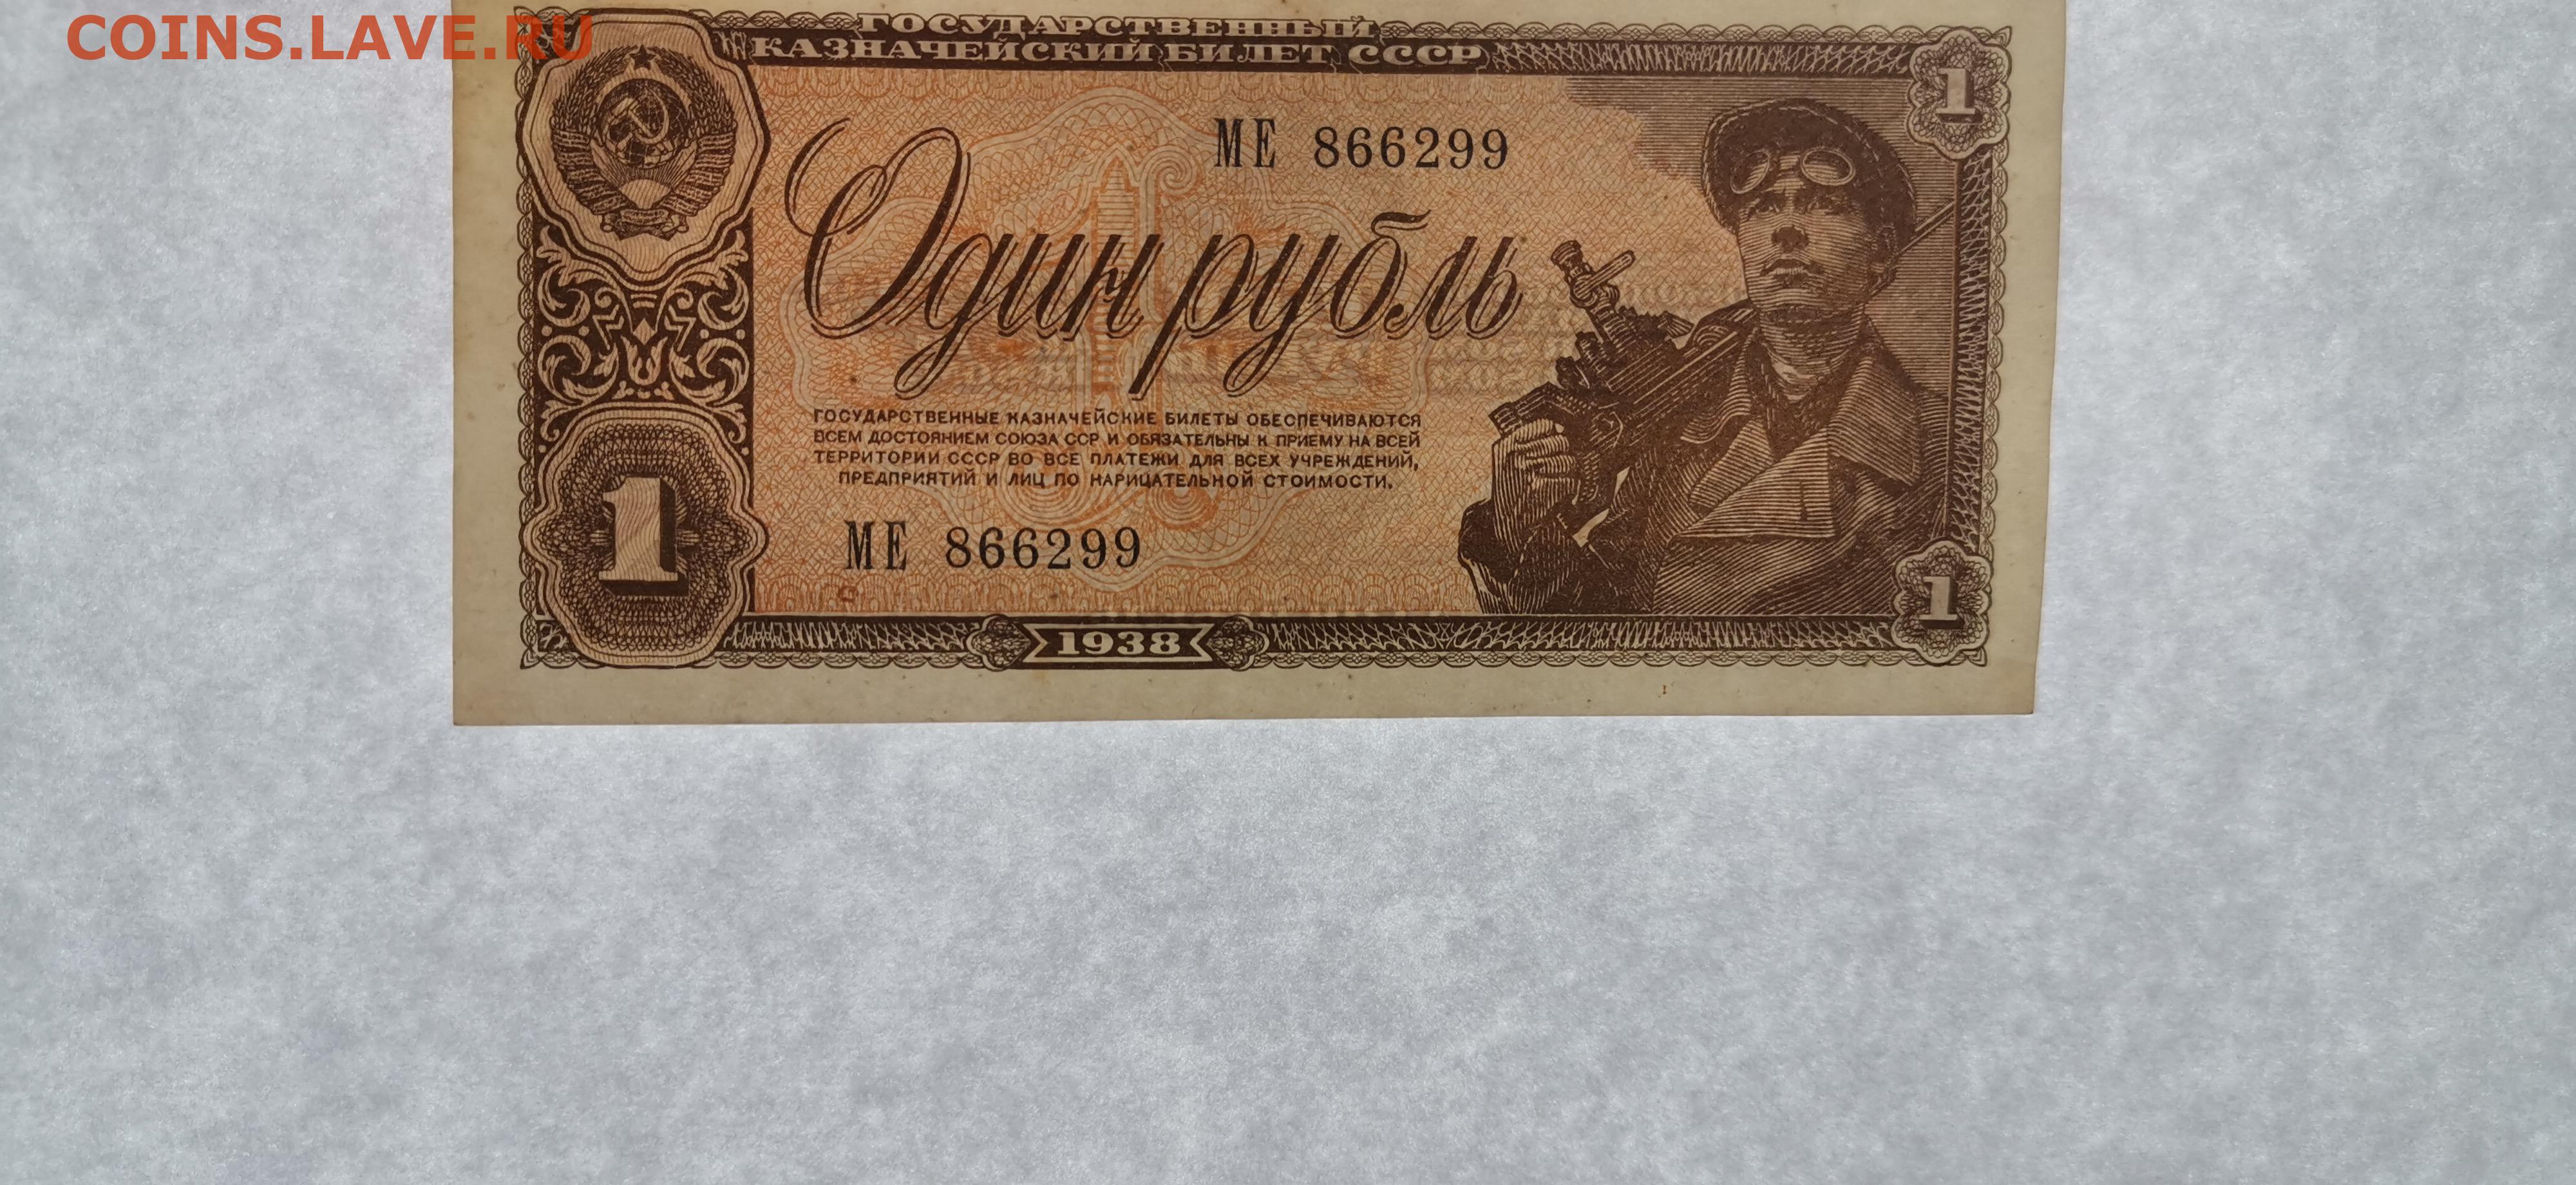 COINS.LAVE.RU
ГОСУДАРСТВЕННЫЙ
КАЗНАЧЕЙСКИЙ БИЛЕТ СССР
1
МЕ 866299
Один рубль
ГОСУДАРСТВЕННЫЕ КАЗНАЧЕЙСКИЕ БИЛЕТЫ ОБЕСПЕЧИВАЮТСЯ
ВСЕМ ДОСТОЯНИЕМ СОЮЗА ССР И ОБЯЗАТЕЛЬНЫ К ПРИЕМУ НА ВСЕЙ
ТЕРРИТОРИИ СССР ВО ВСЕ ПЛАТЕЖИ ДЛЯ ВСЕХ УЧРЕЖДЕНИЙ,
ПРЕДПРИЯТИЙ И ЛИЦ ПО НАРИЦАТЕЛЬНОЙ СТОИМОСТИ.
1
МЕ 866299
1
1938